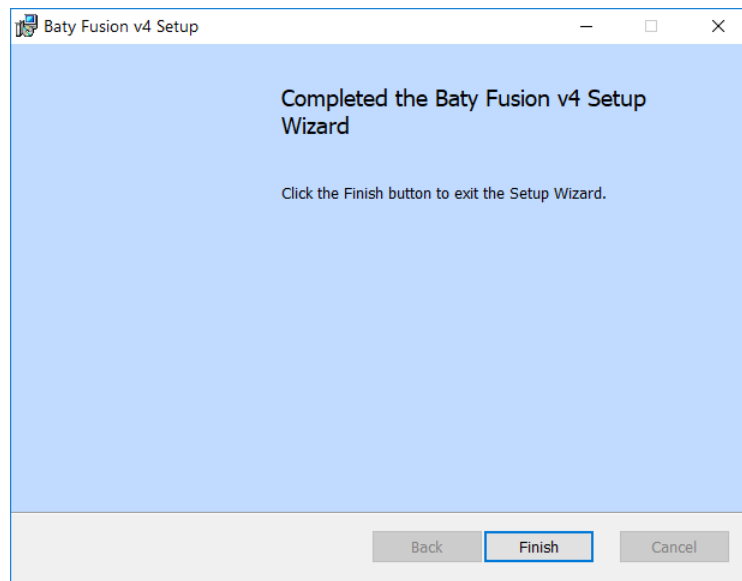 Baty Fusion v4 Setup
Completed the Baty Fusion v4 Setup
Wizard
Click the Finish button to exit the Setup Wizard.
Back
Finish
Cancel